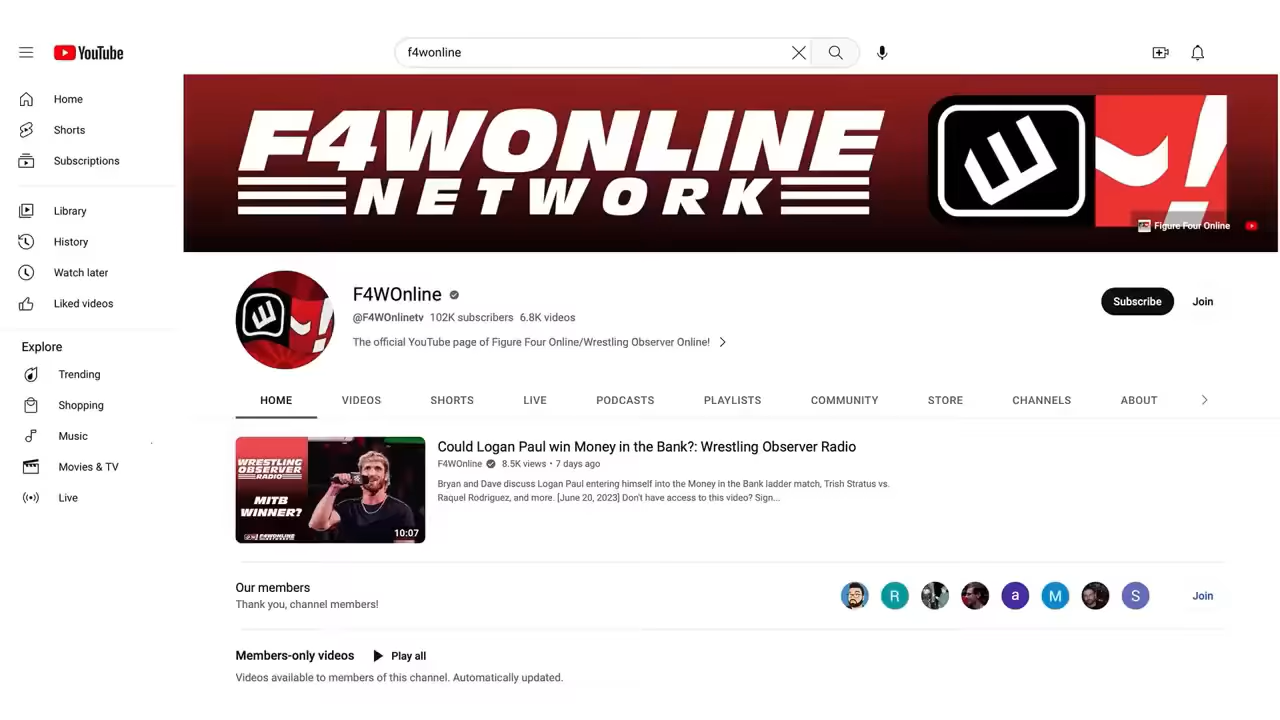 YouTube
f4wonline
Home
Shorts
Subscriptions
Library
History
Watch later
Liked videos
Explore
Trending
Shopping
Music
Movies & TV
Live
F4WONLINE
NETWORK
Figure Four Online
F4WOnline
@F4WOnlinetv 102K subscribers 6.8K videos
The official YouTube page of Figure Four Online/Wrestling Observer Online!
Subscribe
Join
HOME VIDEOS SHORTS LIVE PODCASTS PLAYLISTS COMMUNITY STORE CHANNELS ABOUT
WRESTLING
OBSERVER
RADIO
MITB
WINNER?
F4WONLINE
10:07
Could Logan Paul win Money in the Bank?: Wrestling Observer Radio
F4WOnline 8.5K views • 7 days ago
Bryan and Dave discuss Logan Paul entering himself into the Money in the Bank ladder match, Trish Stratus vs.
Raquel Rodriguez, and more. [June 20, 2023] Don't have access to this video? Sign...
Our members
Thank you, channel members!
R a M S
Join
Members-only videos Play all
Videos available to members of this channel. Automatically updated.